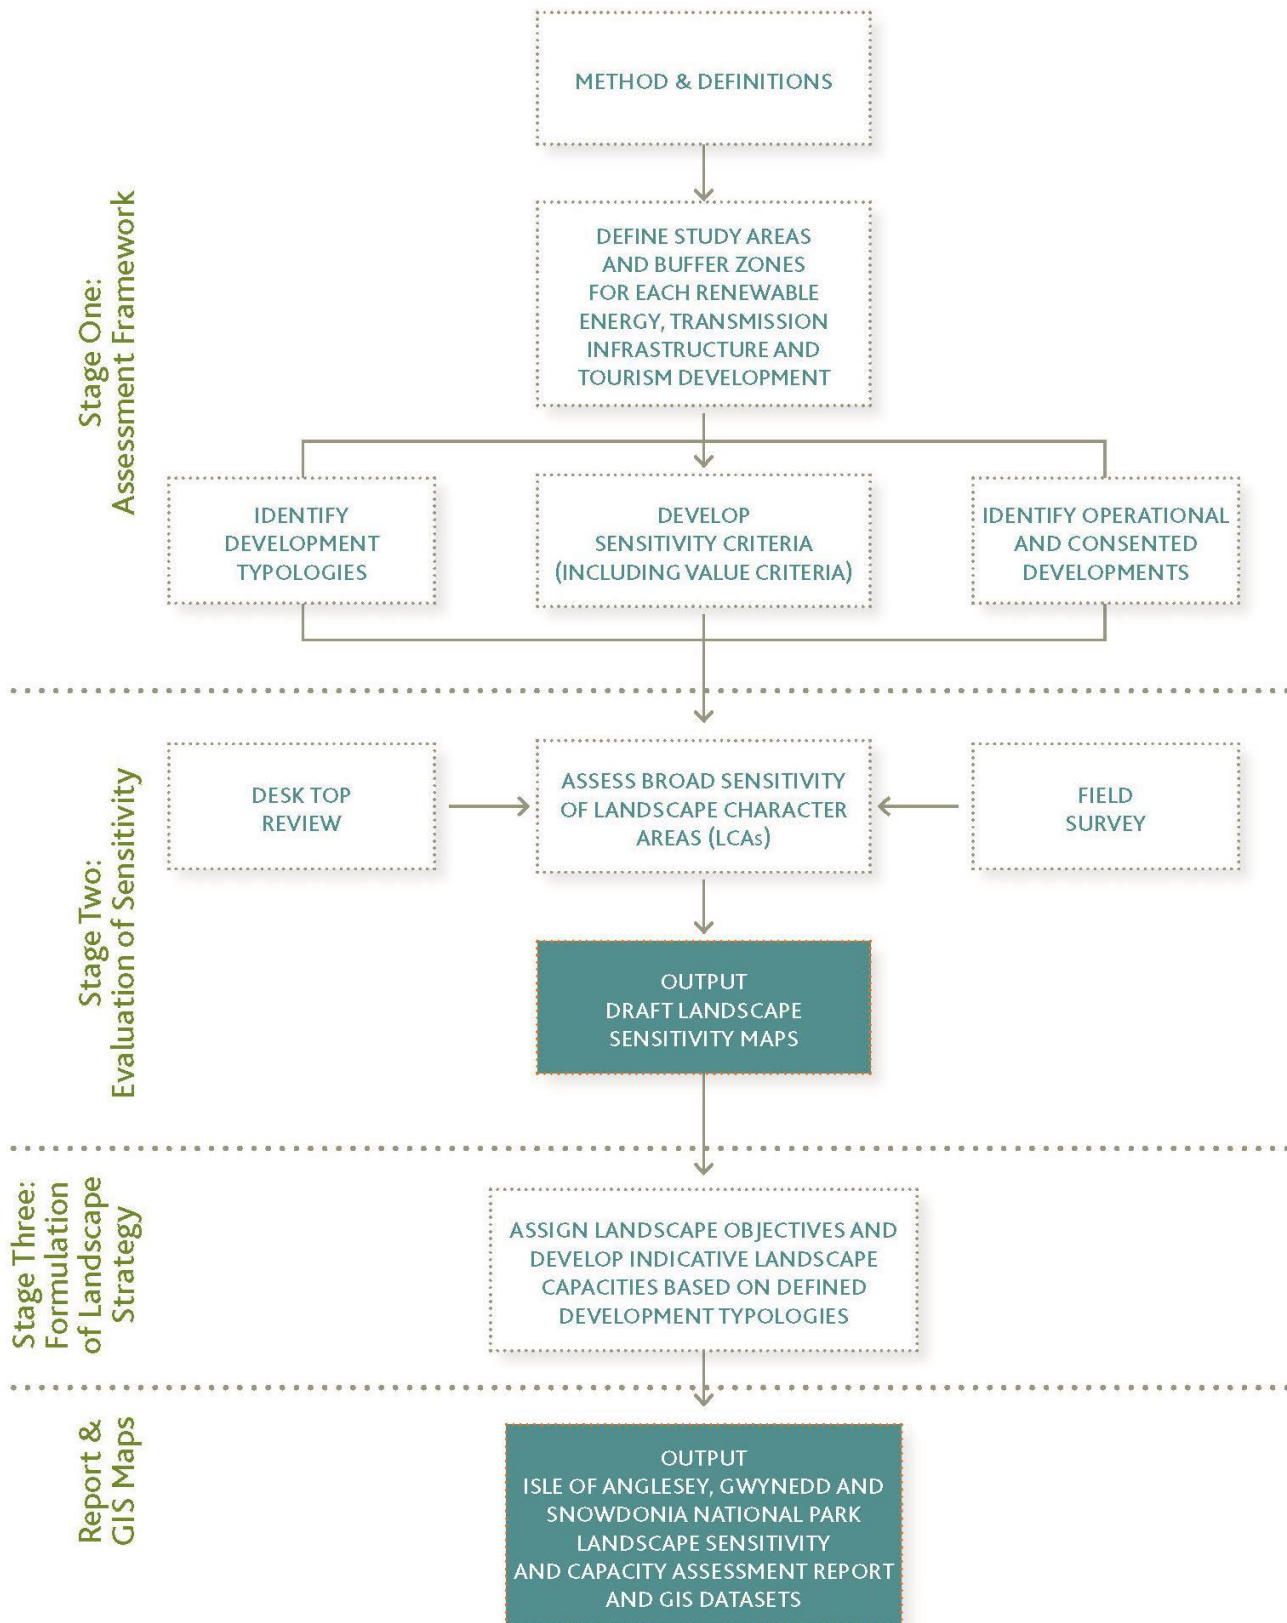 Stage One:
Assessment Framework
METHOD & DEFINITIONS
DEFINE STUDY AREAS
AND BUFFER ZONES
FOR EACH RENEWABLE
ENERGY, TRANSMISSION
INFRASTRUCTURE AND
TOURISM DEVELOPMENT
IDENTIFY
DEVELOPMENT
TYPOLOGIES
DEVELOP
SENSITIVITY CRITERIA
(INCLUDING VALUE CRITERIA)
IDENTIFY OPERATIONAL
AND CONSENTED
DEVELOPMENTS
Stage Two:
Evaluation of Sensitivity
DESK TOP
REVIEW
ASSESS BROAD SENSITIVITY
OF LANDSCAPE CHARACTER
AREAS (LCAs)
FIELD
SURVEY
OUTPUT
DRAFT LANDSCAPE
SENSITIVITY MAPS
Stage Three:
Formulation
of Landscape
Strategy
ASSIGN LANDSCAPE OBJECTIVES AND
DEVELOP INDICATIVE LANDSCAPE
CAPACITIES BASED ON DEFINED
DEVELOPMENT TYPOLOGIES
Report &
GIS Maps
OUTPUT
ISLE OF ANGLESEY, GWYNEDD AND
SNOWDONIA NATIONAL PARK
LANDSCAPE SENSITIVITY
AND CAPACITY ASSESSMENT REPORT
AND GIS DATASETS